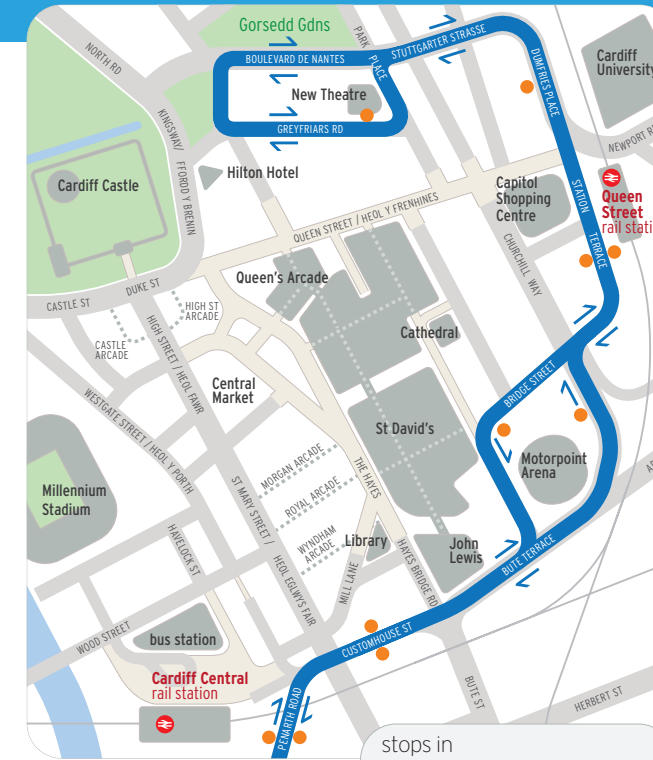 Gorsedd Gdns
NORTH RD
PARK
PLACE
STUTTGARTER STRASSE
BOULEVARD DE NANTES
DUMFRIES PLACE
Cardiff
University
New Theatre
GREYFRIARS RD
KINGSWAY/
FFORDD Y BRENIN
NEWPORT R
Hilton Hotel
Cardiff Castle
Capitol
Shopping
Centre
STATION
TERRACE
Queen
Street
rail stati
QUEEN STREET / HEOL Y FRENHINES
CHURCHILL WAY
Queen's Arcade
DUKE ST
CASTLE ST
HIGH ST
ARCADE
CASTLE
ARCADE
HIGH STREET / HEOL FAWR
Cathedral
Central
Market
BRIDGE STREET
WESTGATE STREET / HEOL Y PORTH
St David's
Motorpoint
Arena
MORGAN ARCADE
THE HAYES
ROYAL ARCADE
Millennium
Stadium
ST MARY STREET /
HEOL EGLWYS FAIR
WYNDHAM
ARCADE
Library
John
Lewis
BUTE TERRACE
HAVELOCK ST
MILL LANE
HAYES BRIDGE RD
WOOD STREET
bus station
CUSTOMHOUSE ST
Cardiff Central
rail station
BUTE ST
HERBERT ST
PENARTH ROAD
stops in